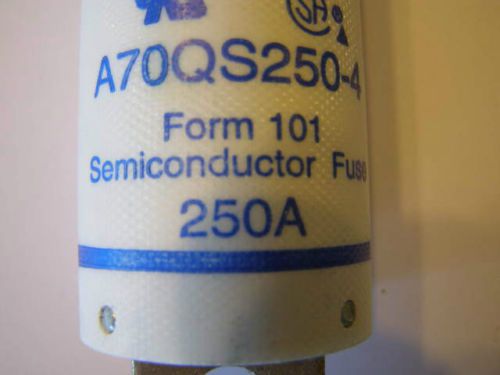 A70QS250-4
Form 101
Semiconductor Fuse
250A